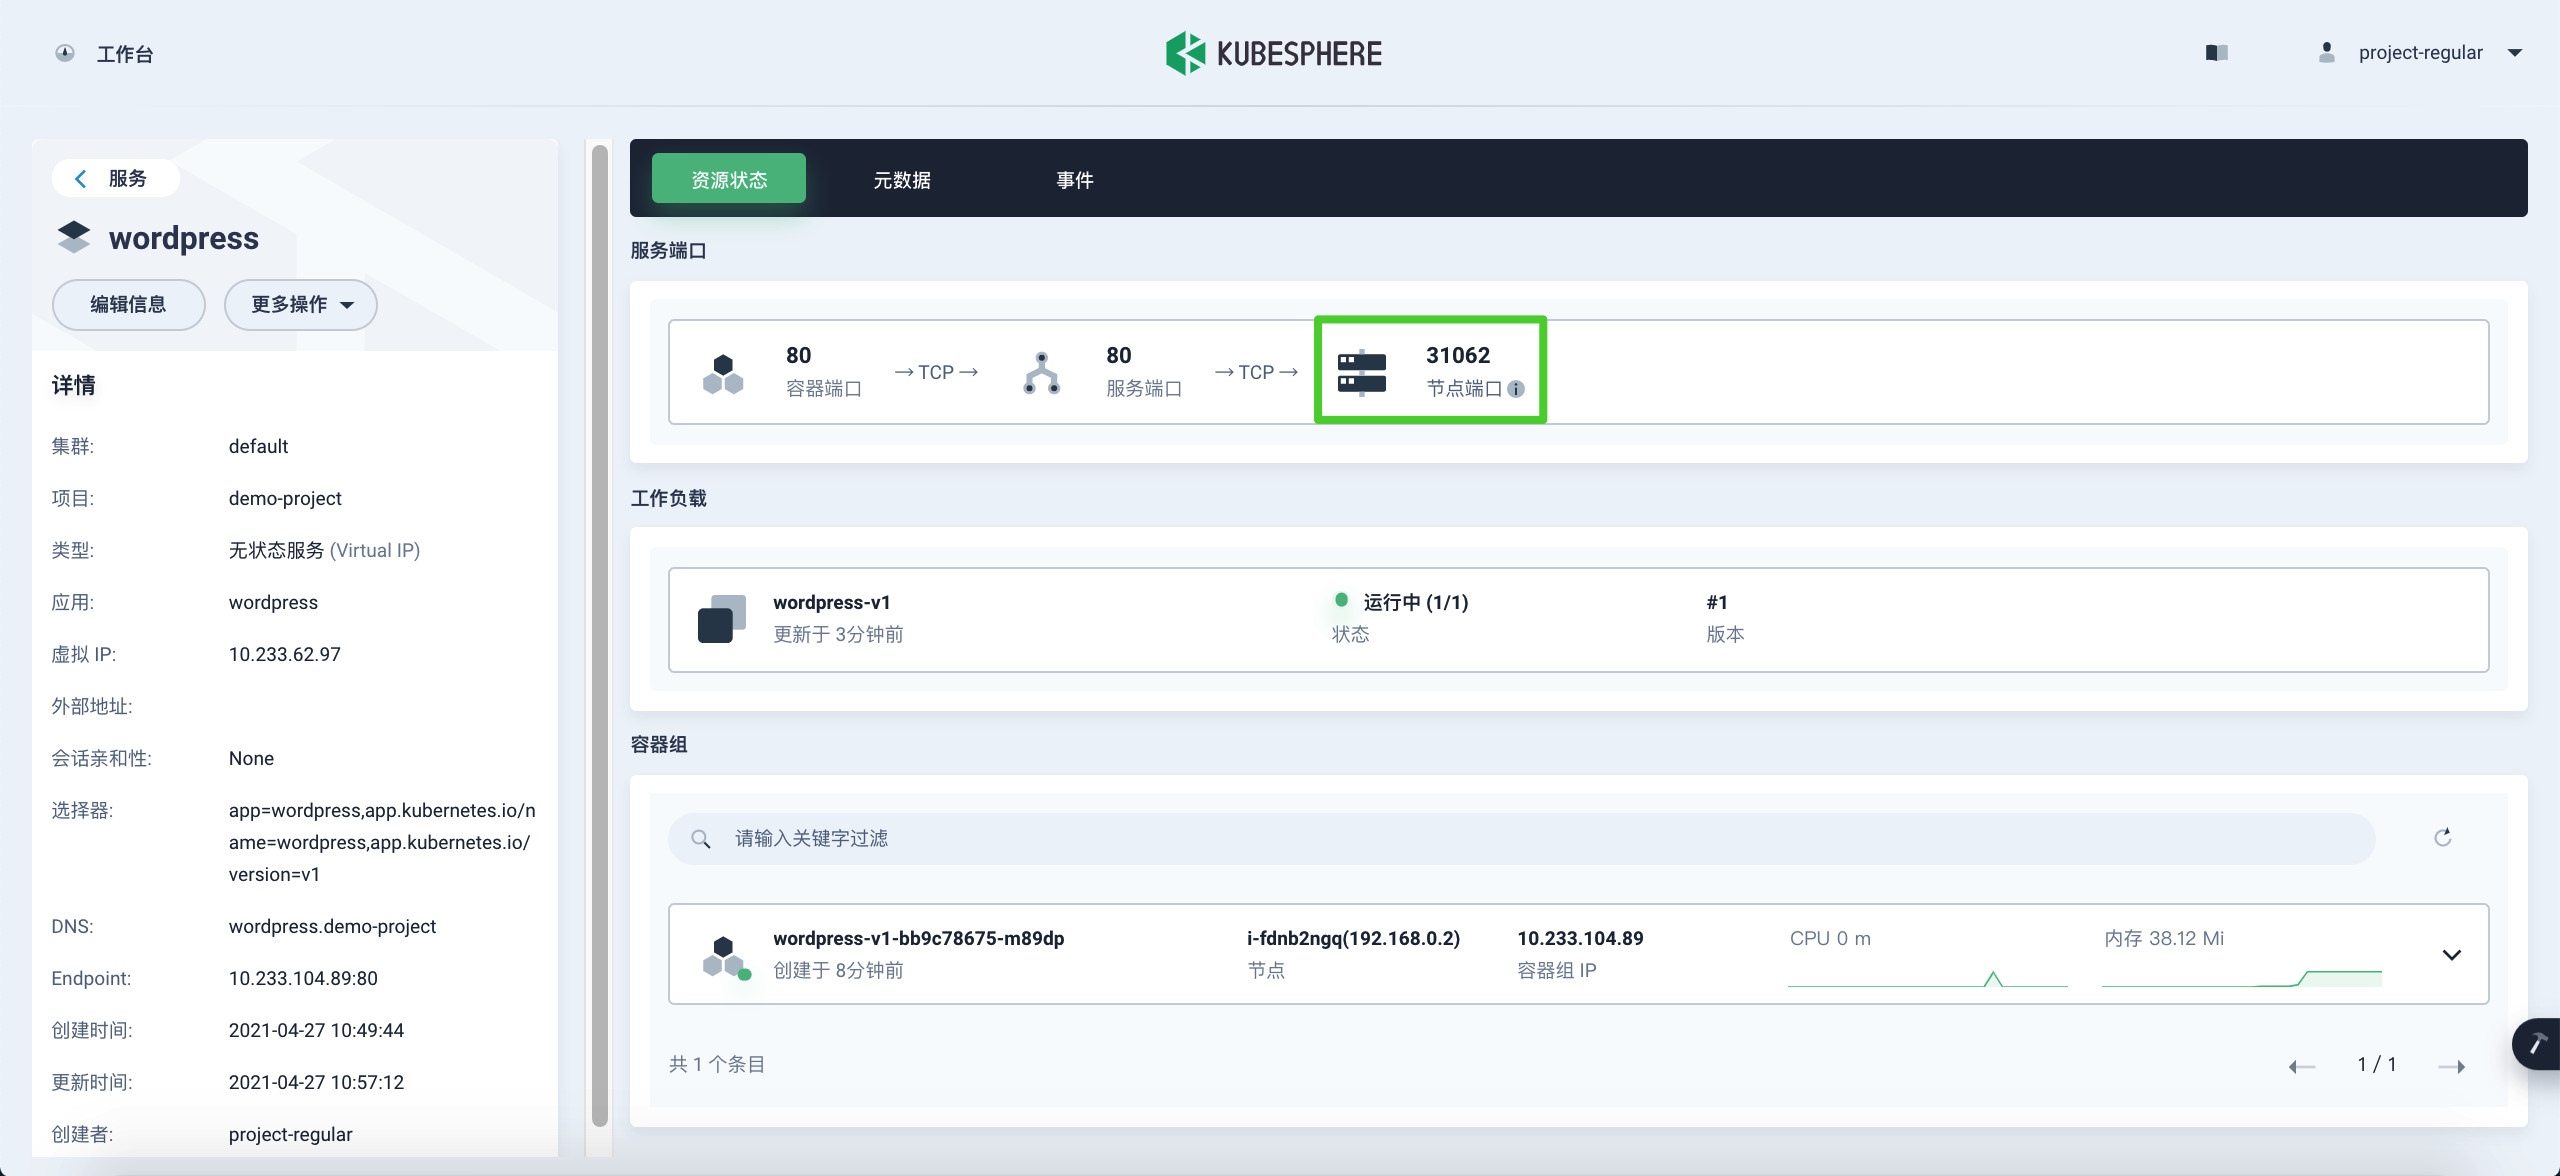 工作台
KUBESPHERE
project-regular
服务
wordpress
编辑信息
更多操作
详情
集群: default
项目: demo-project
类型: 无状态服务 (Virtual IP)
应用: wordpress
虚拟 IP: 10.233.62.97
外部地址:
会话亲和性: None
选择器: app=wordpress,app.kubernetes.io/n
ame=wordpress,app.kubernetes.io/
version=v1
DNS: wordpress.demo-project
Endpoint: 10.233.104.89:80
创建时间: 2021-04-27 10:49:44
更新时间: 2021-04-27 10:57:12
创建者: project-regular
资源状态 元数据 事件
服务端口
80 → TCP → 80 → TCP → 31062
容器端口 服务端口 节点端口
工作负载
wordpress-v1 运行中 (1/1) #1
更新于 3分钟前 状态 版本
容器组
请输入关键字过滤
wordpress-v1-bb9c78675-m89dp i-fdnb2ngq(192.168.0.2) 10.233.104.89 CPU 0 m 内存 38.12 Mi
创建于 8分钟前 节点 容器组 IP
共 1 个条目 1 / 1